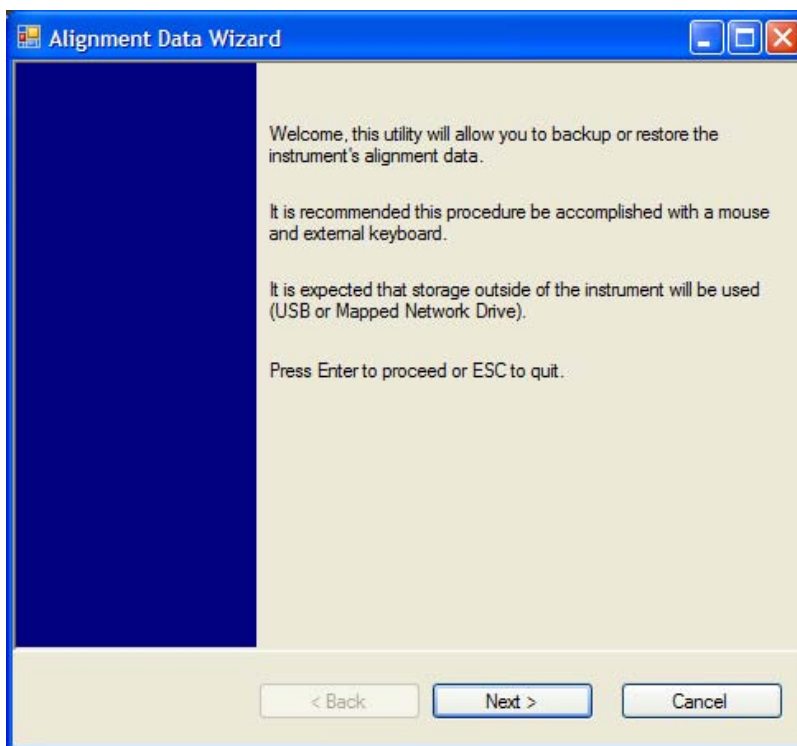 Alignment Data Wizard
Welcome, this utility will allow you to backup or restore the
instrument's alignment data.
It is recommended this procedure be accomplished with a mouse
and external keyboard.
It is expected that storage outside of the instrument will be used
(USB or Mapped Network Drive).
Press Enter to proceed or ESC to quit.
< Back
Next >
Cancel